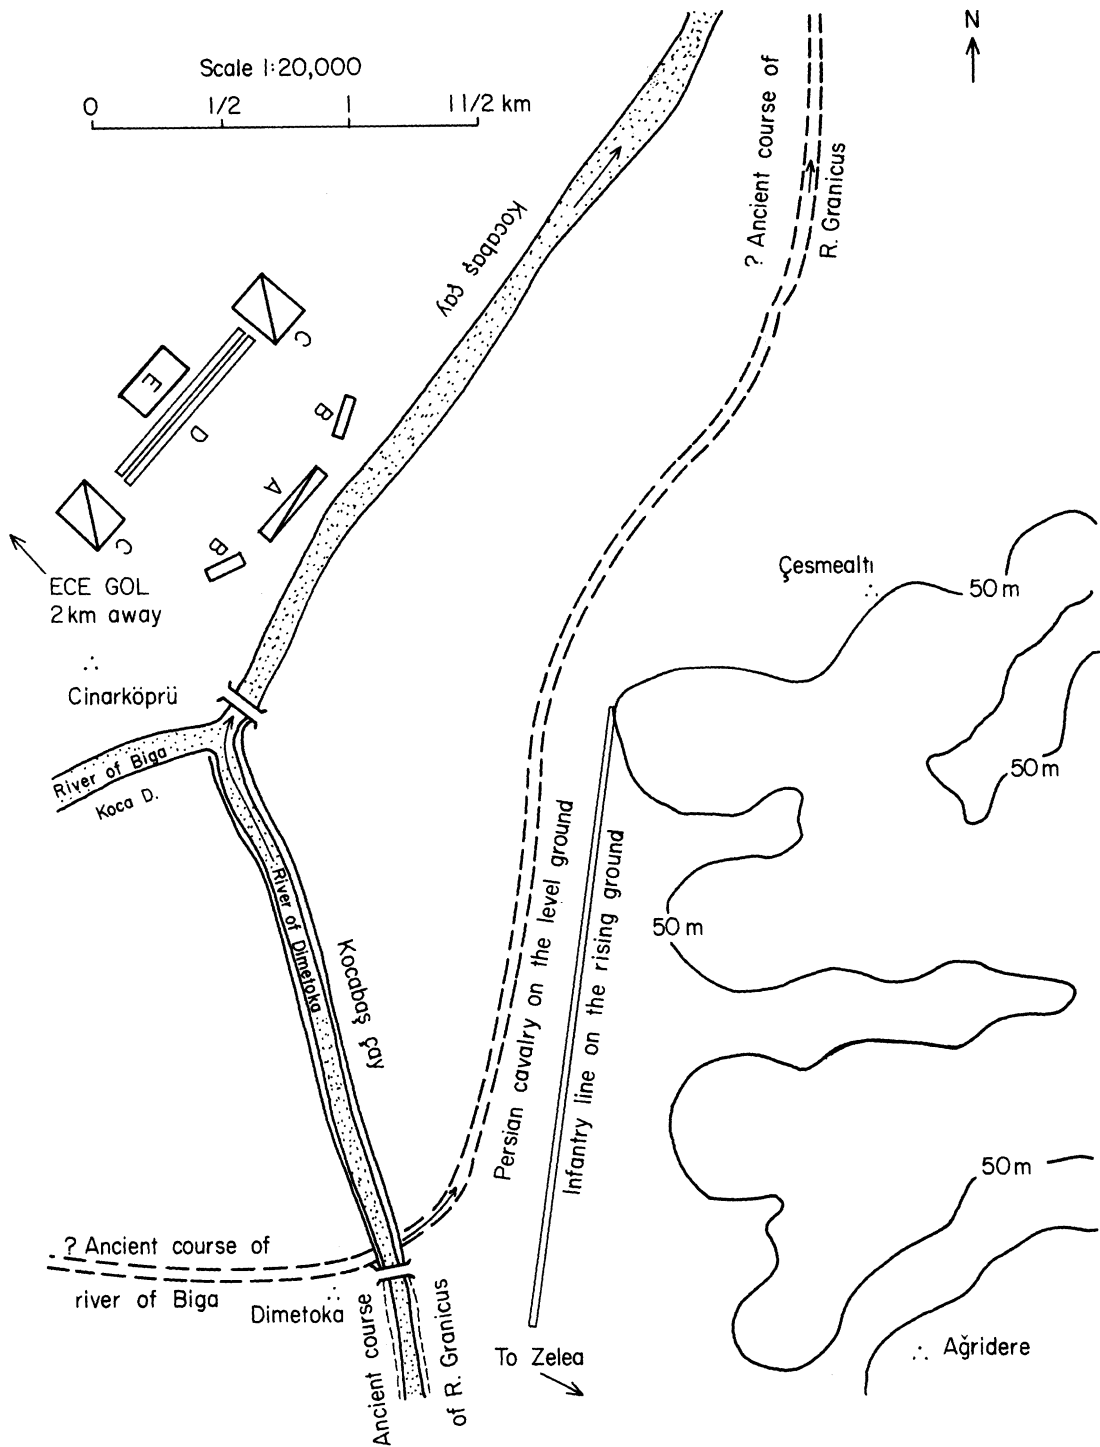 N
Scale 1:20,000
0 1/2 1 11/2 km
? Ancient course of
R. Granicus
Kocabaş çay
C
E
D
B
A
C
B
ECE GOL
2 km away
Çesmealtı
50 m
Cinarköprü
River of Biga
Koca D.
50 m
River of Dimetoka
Kocabaş çay
Persian cavalry on the level ground
Infantry line on the rising ground
50 m
50 m
? Ancient course of
river of Biga
Dimetoka
Ancient course
of R. Granicus
To Zelea
Ağridere